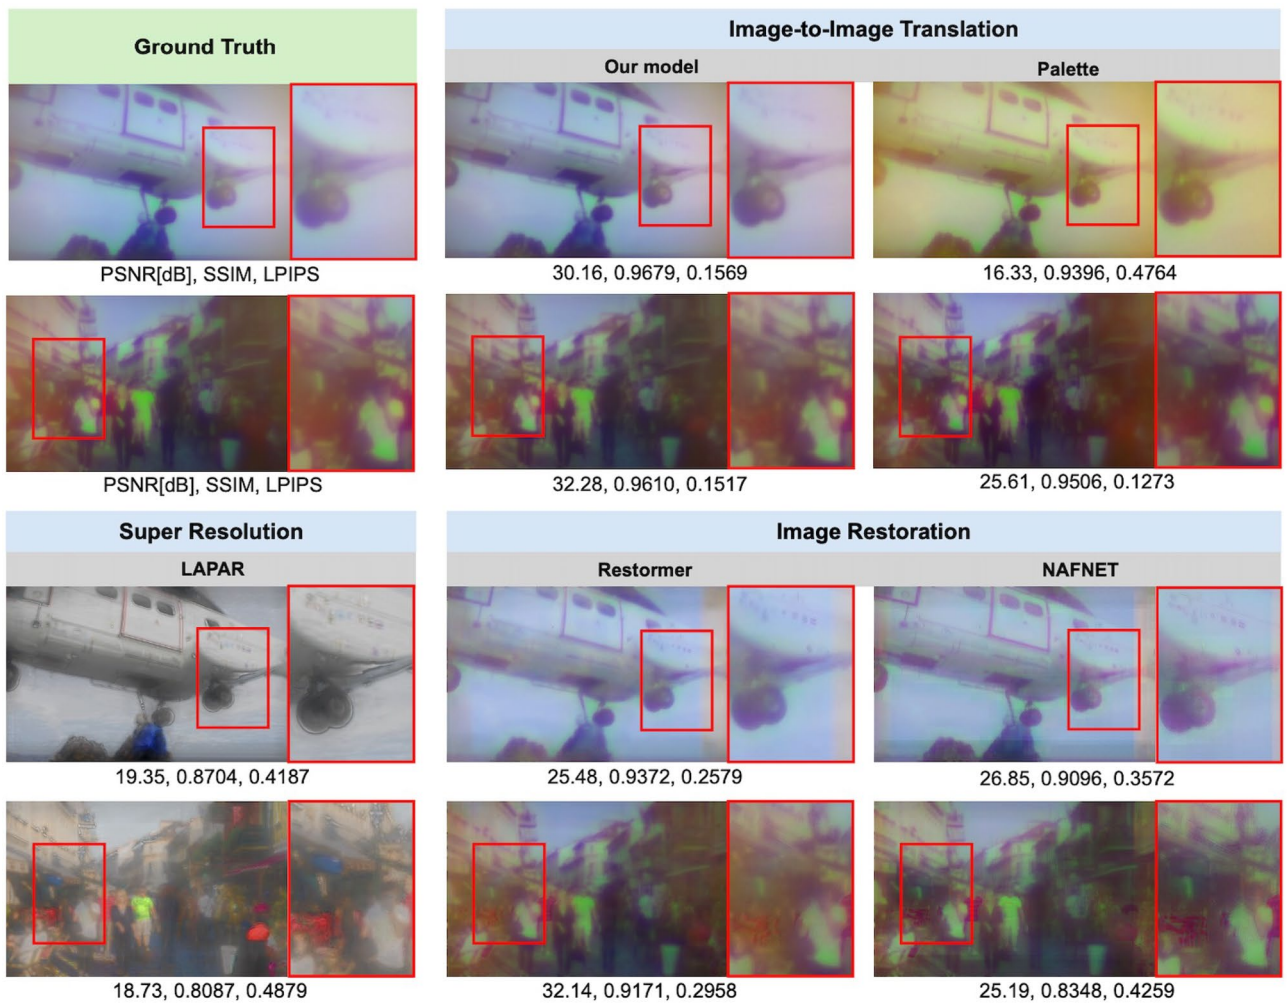 Ground Truth
Image-to-Image Translation
Our model
Palette
PSNR[dB], SSIM, LPIPS
30.16, 0.9679, 0.1569
16.33, 0.9396, 0.4764
PSNR[dB], SSIM, LPIPS
32.28, 0.9610, 0.1517
25.61, 0.9506, 0.1273
Super Resolution
Image Restoration
LAPAR
Restormer
NAFNET
19.35, 0.8704, 0.4187
25.48, 0.9372, 0.2579
26.85, 0.9096, 0.3572
18.73, 0.8087, 0.4879
32.14, 0.9171, 0.2958
25.19, 0.8348, 0.4259